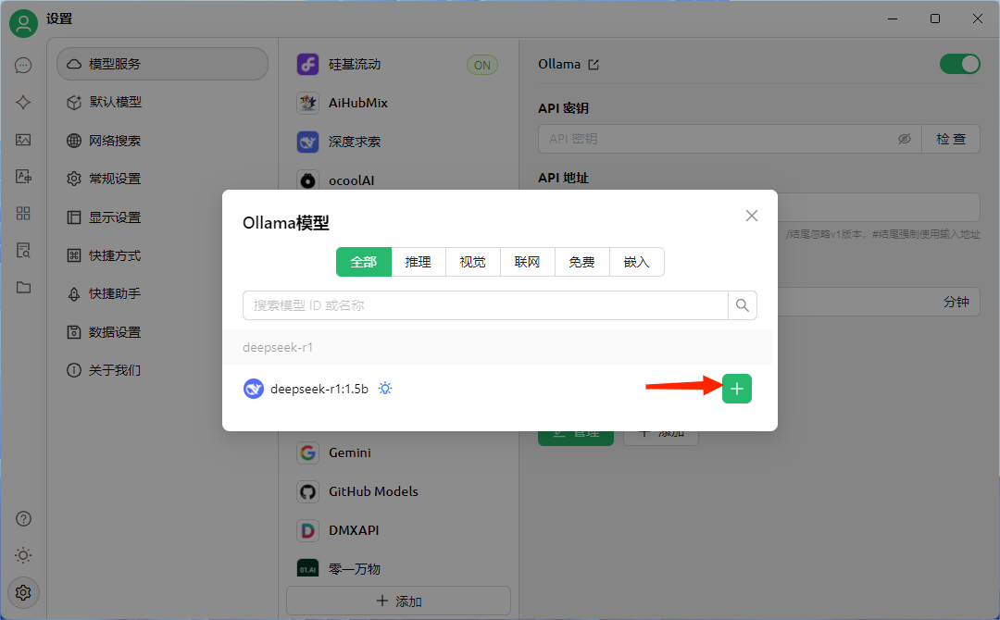 设置
模型服务
默认模型
网络搜索
常规设置
显示设置
快捷方式
快捷助手
数据设置
关于我们
硅基流动
ON
AiHubMix
深度求索
ocoolAI
Gemini
GitHub Models
DMXAPI
01.AI
零一万物
添加
Ollama
API 密钥
API 密钥
检 查
API 地址
/结尾忽略v1版本，#结尾强制使用输入地址
分钟
管理
添加
Ollama模型
全部
推理
视觉
联网
免费
嵌入
搜索模型 ID 或名称
deepseek-r1
deepseek-r1:1.5b